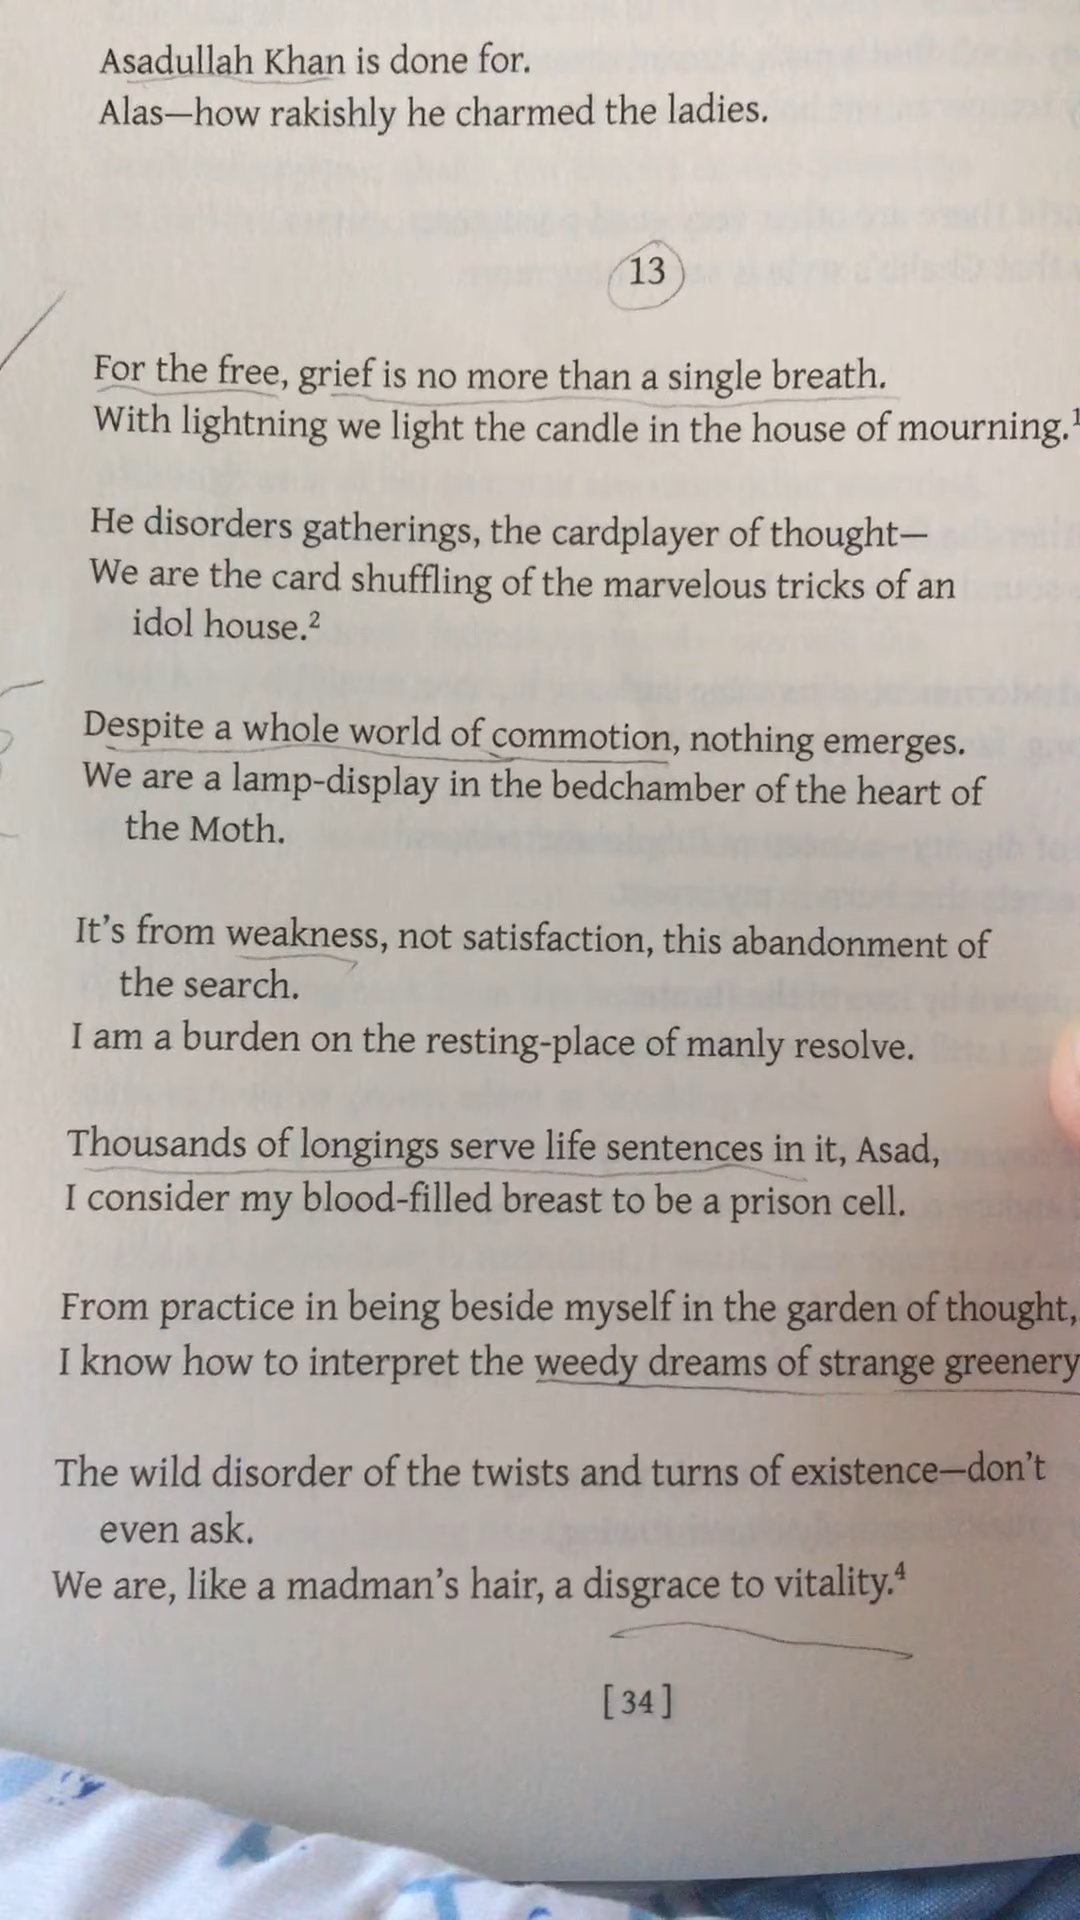 Asadullah Khan is done for.
Alas—how rakishly he charmed the ladies.
13
For the free, grief is no more than a single breath.
With lightning we light the candle in the house of mourning.¹
He disorders gatherings, the cardplayer of thought—
We are the card shuffling of the marvelous tricks of an
idol house.²
Despite a whole world of commotion, nothing emerges.
We are a lamp-display in the bedchamber of the heart of
the Moth.
It's from weakness, not satisfaction, this abandonment of
the search.
I am a burden on the resting-place of manly resolve.
Thousands of longings serve life sentences in it, Asad,
I consider my blood-filled breast to be a prison cell.
From practice in being beside myself in the garden of thought,
I know how to interpret the weedy dreams of strange greenery
The wild disorder of the twists and turns of existence—don't
even ask.
We are, like a madman's hair, a disgrace to vitality.⁴
[34]